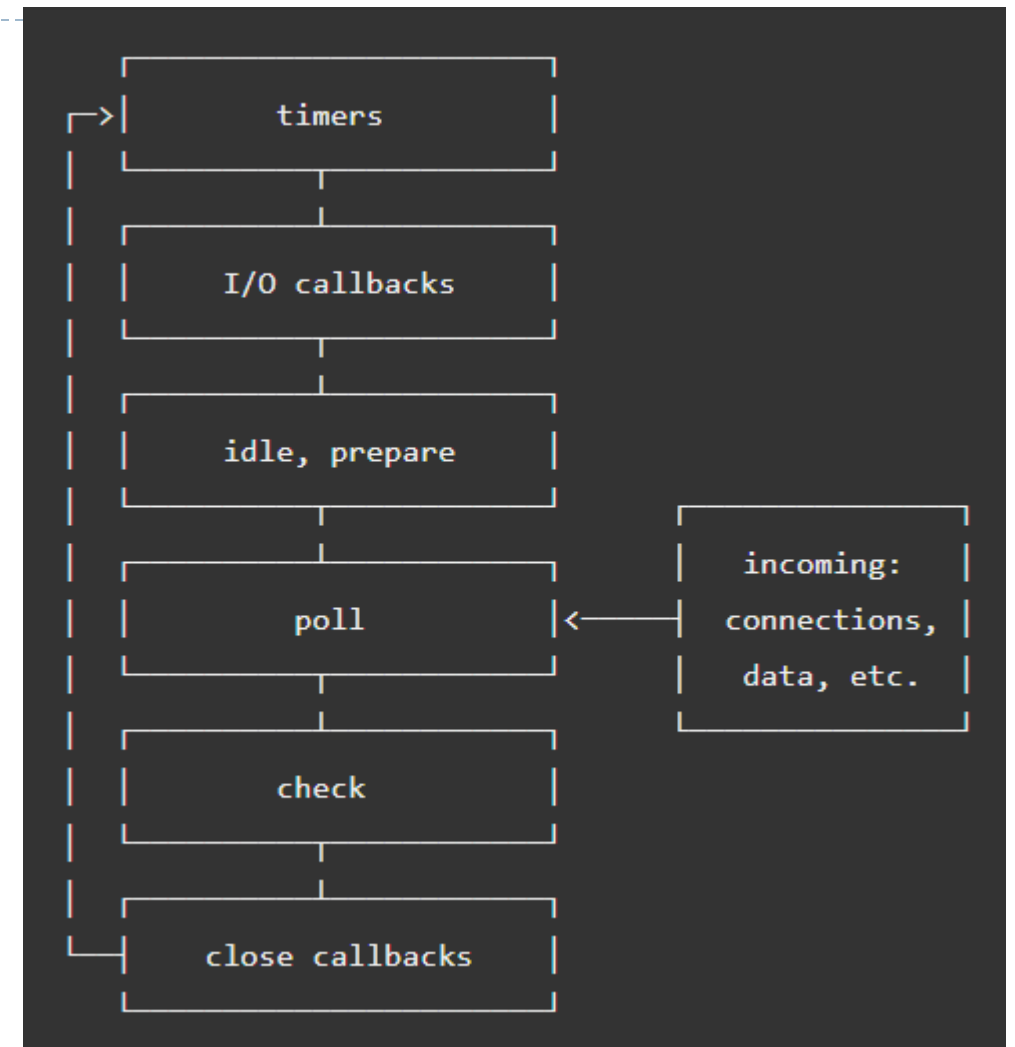 timers
I/O callbacks
idle, prepare
poll
incoming:
connections,
data, etc.
check
close callbacks